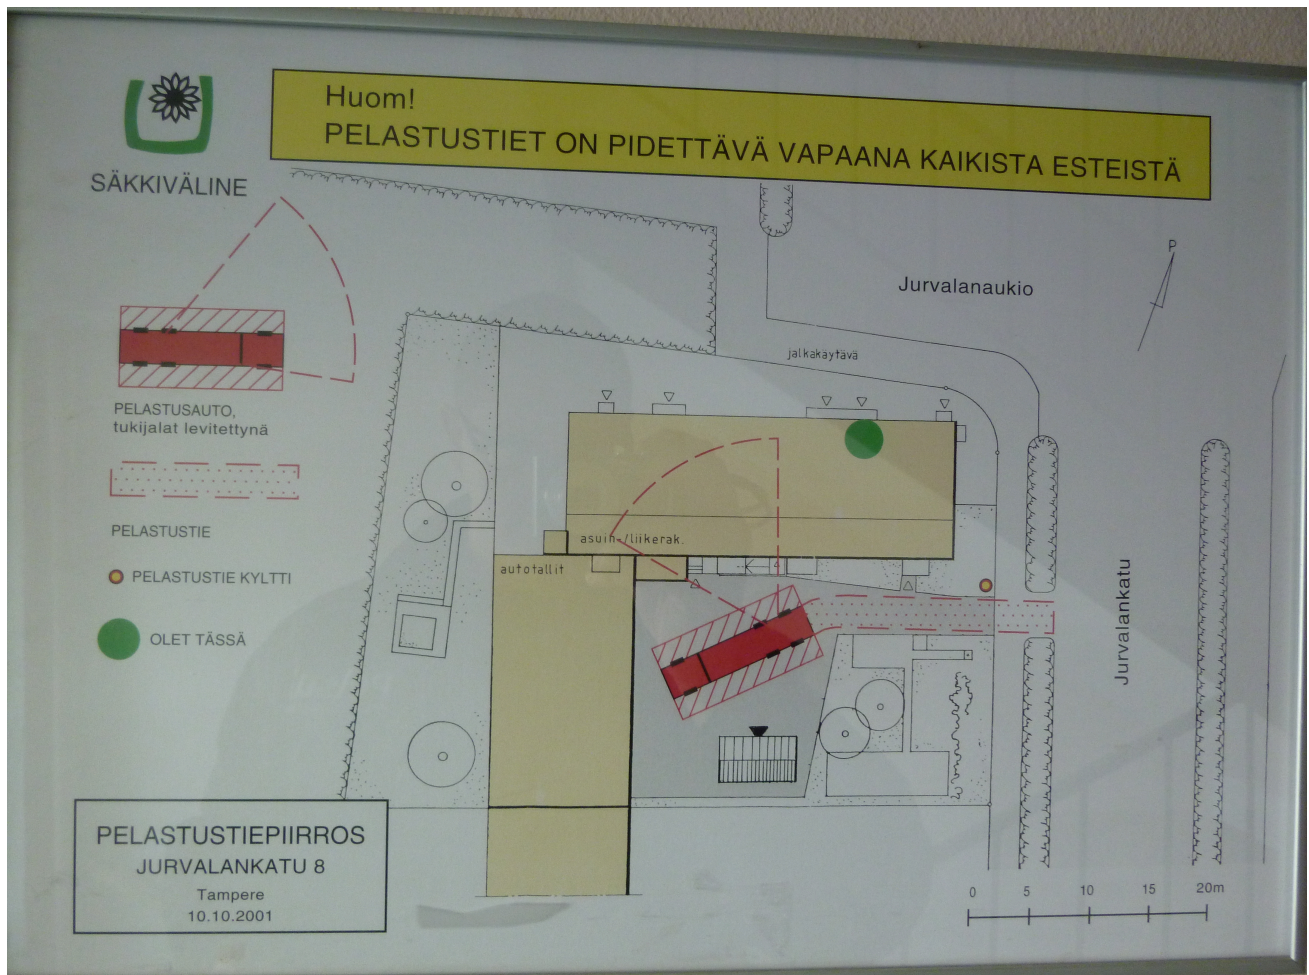 Huom!
PELASTUSTIET ON PIDETTÄVÄ VAPAANA KAIKISTA ESTEISTÄ
SÄKKIVÄLINE
P
Jurvalanaukio
jalkakäytävä
PELASTUSAUTO,
tukijalat levitettynä
PELASTUSTIE
PELASTUSTIE KYLTTI
OLET TÄSSÄ
asuin-/liikerak.
autotallit
Jurvalankatu
PELASTUSTIEPIIRROS
JURVALANKATU 8
Tampere
10.10.2001
0 5 10 15 20m